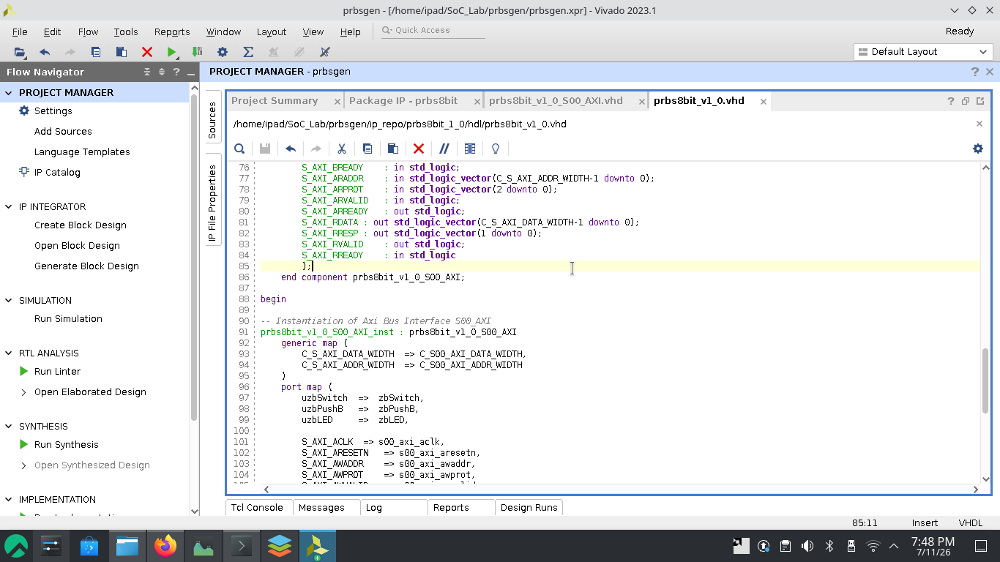 prbsgen - [/home/ipad/SoC_Lab/prbsgen/prbsgen.xpr] - Vivado 2023.1
File Edit Flow Tools Reports Window Layout View Help Quick Access Ready
Default Layout
Flow Navigator
PROJECT MANAGER - prbsgen
PROJECT MANAGER
Settings
Add Sources
Language Templates
IP Catalog
IP INTEGRATOR
Create Block Design
Open Block Design
Generate Block Design
SIMULATION
Run Simulation
RTL ANALYSIS
Run Linter
Open Elaborated Design
SYNTHESIS
Run Synthesis
Open Synthesized Design
IMPLEMENTATION
Sources
IP File Properties
Project Summary Package IP - prbs8bit prbs8bit_v1_0_S00_AXI.vhd prbs8bit_v1_0.vhd
/home/ipad/SoC_Lab/prbsgen/ip_repo/prbs8bit_1_0/hdl/prbs8bit_v1_0.vhd
76 S_AXI_BREADY : in std_logic;
77 S_AXI_ARADDR : in std_logic_vector(C_S_AXI_ADDR_WIDTH-1 downto 0);
78 S_AXI_ARPROT : in std_logic_vector(2 downto 0);
79 S_AXI_ARVALID : in std_logic;
80 S_AXI_ARREADY : out std_logic;
81 S_AXI_RDATA : out std_logic_vector(C_S_AXI_DATA_WIDTH-1 downto 0);
82 S_AXI_RRESP : out std_logic_vector(1 downto 0);
83 S_AXI_RVALID : out std_logic;
84 S_AXI_RREADY : in std_logic
85 );
86 end component prbs8bit_v1_0_S00_AXI;
87
88 begin
89
90 -- Instantiation of Axi Bus Interface S00_AXI
91 prbs8bit_v1_0_S00_AXI_inst : prbs8bit_v1_0_S00_AXI
92 generic map (
93 C_S_AXI_DATA_WIDTH => C_S00_AXI_DATA_WIDTH,
94 C_S_AXI_ADDR_WIDTH => C_S00_AXI_ADDR_WIDTH
95 )
96 port map (
97 uzbSwitch => zbSwitch,
98 uzbPushB => zbPushB,
99 uzbLED => zbLED,
100
101 S_AXI_ACLK => s00_axi_aclk,
102 S_AXI_ARESETN => s00_axi_aresetn,
103 S_AXI_AWADDR => s00_axi_awaddr,
104 S_AXI_AWPROT => s00_axi_awprot,
Tcl Console Messages Log Reports Design Runs
85:11 Insert VHDL
7:48 PM
7/11/26